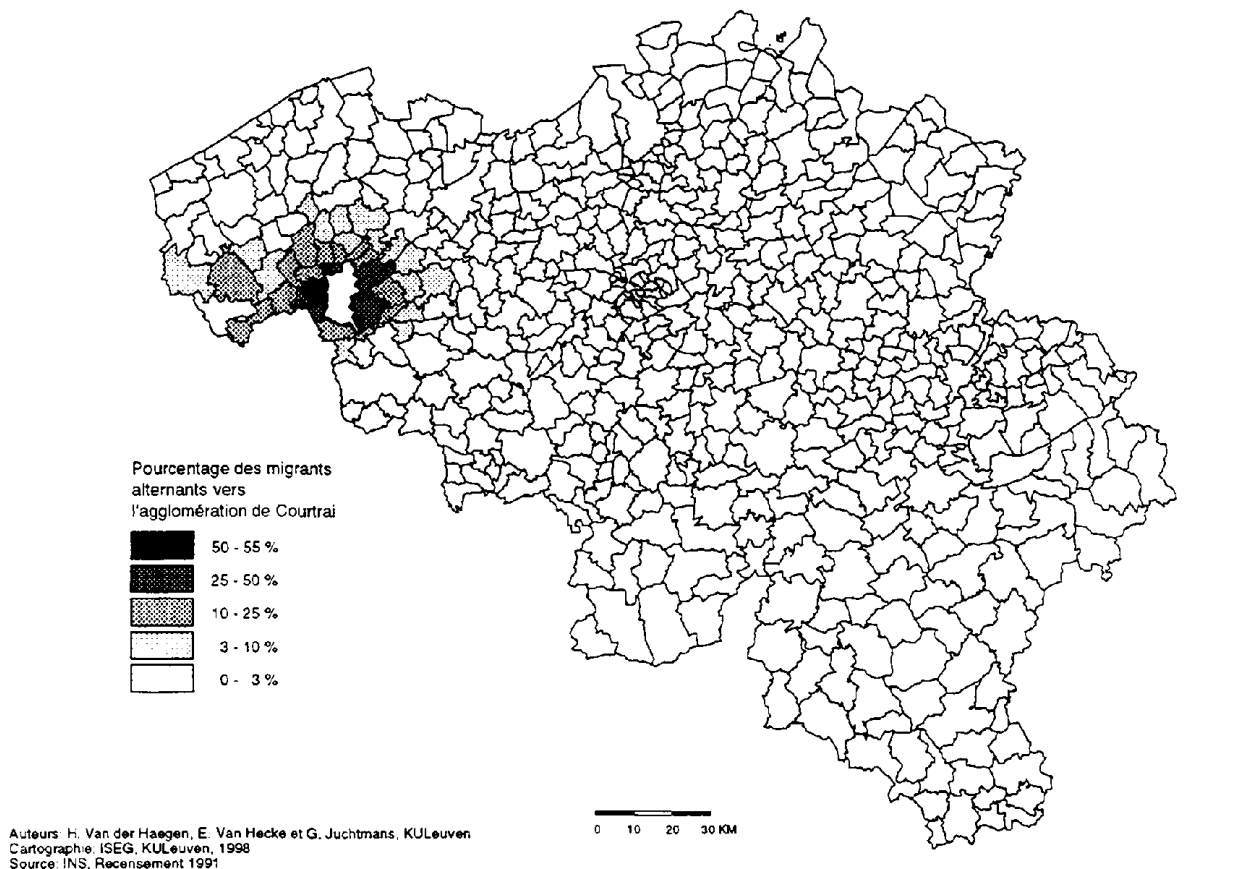 Pourcentage des migrants
alternants vers
l'agglomération de Courtrai
50 - 55 %
25 - 50 %
10 - 25 %
3 - 10 %
0 - 3 %
0 10 20 30 KM
Auteurs: H. Van der Haegen, E. Van Hecke et G. Juchtmans, KULeuven
Cartographie: ISEG, KULeuven, 1998
Source: INS, Recensement 1991